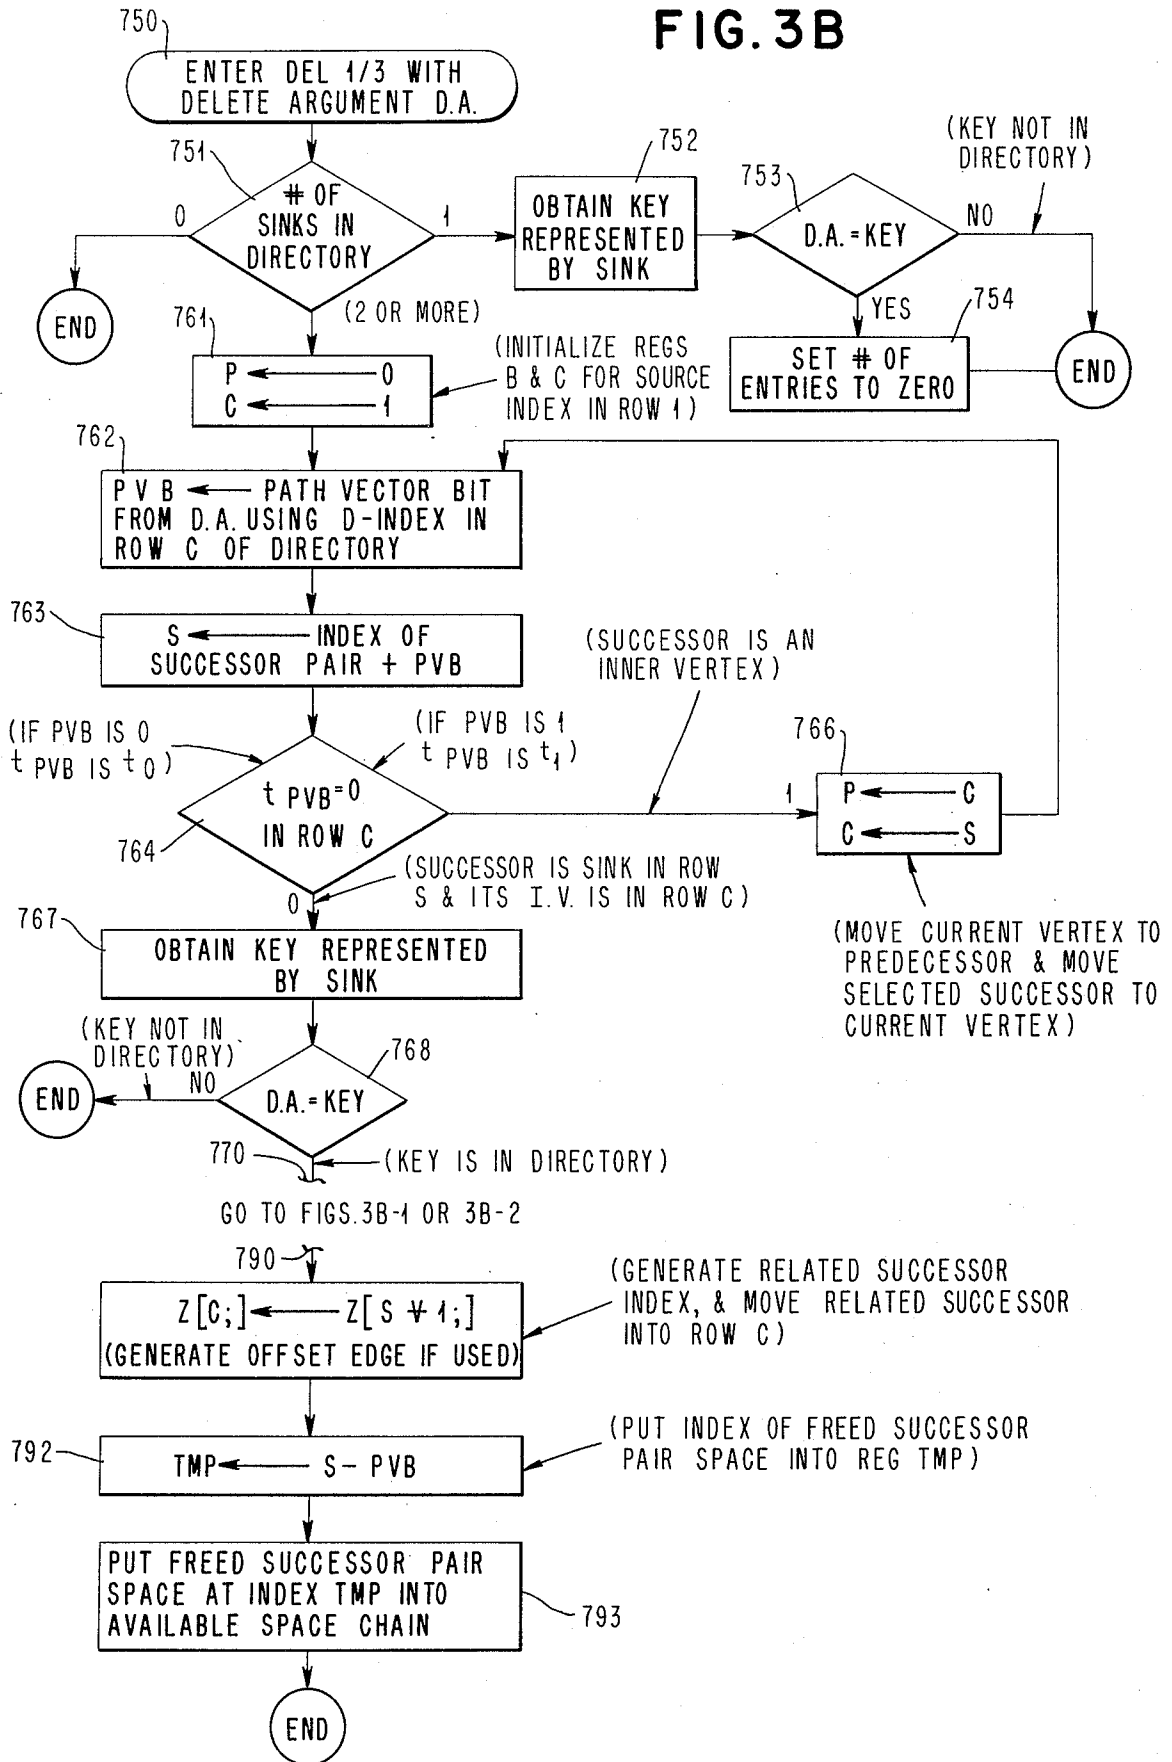 FIG. 3B
750
ENTER DEL 1/3 WITH
DELETE ARGUMENT D.A.
751
# OF
SINKS IN
DIRECTORY
0
1
END
(2 OR MORE)
752
OBTAIN KEY
REPRESENTED
BY SINK
753
D.A. = KEY
NO
(KEY NOT IN
DIRECTORY)
YES
754
SET # OF
ENTRIES TO ZERO
END
761
P ← 0
C ← 1
(INITIALIZE REGS
B & C FOR SOURCE
INDEX IN ROW 1)
762
PVB ← PATH VECTOR BIT
FROM D.A. USING D-INDEX IN
ROW C OF DIRECTORY
763
S ← INDEX OF
SUCCESSOR PAIR + PVB
(SUCCESSOR IS AN
INNER VERTEX)
(IF PVB IS 0
t PVB IS t0)
(IF PVB IS 1
t PVB IS t1)
t PVB = 0
IN ROW C
764
1
766
P ← C
C ← S
0
(SUCCESSOR IS SINK IN ROW
S & ITS I.V. IS IN ROW C)
(MOVE CURRENT VERTEX TO
PREDECESSOR & MOVE
SELECTED SUCCESSOR TO
CURRENT VERTEX)
767
OBTAIN KEY REPRESENTED
BY SINK
(KEY NOT IN
DIRECTORY)
NO
END
768
D.A. = KEY
770
(KEY IS IN DIRECTORY)
GO TO FIGS. 3B-1 OR 3B-2
790
Z[C;] ← Z[S ⩝ 1;]
(GENERATE OFFSET EDGE IF USED)
(GENERATE RELATED SUCCESSOR
INDEX, & MOVE RELATED SUCCESSOR
INTO ROW C)
792
TMP ← S - PVB
(PUT INDEX OF FREED SUCCESSOR
PAIR SPACE INTO REG TMP)
PUT FREED SUCCESSOR PAIR
SPACE AT INDEX TMP INTO
AVAILABLE SPACE CHAIN
793
END